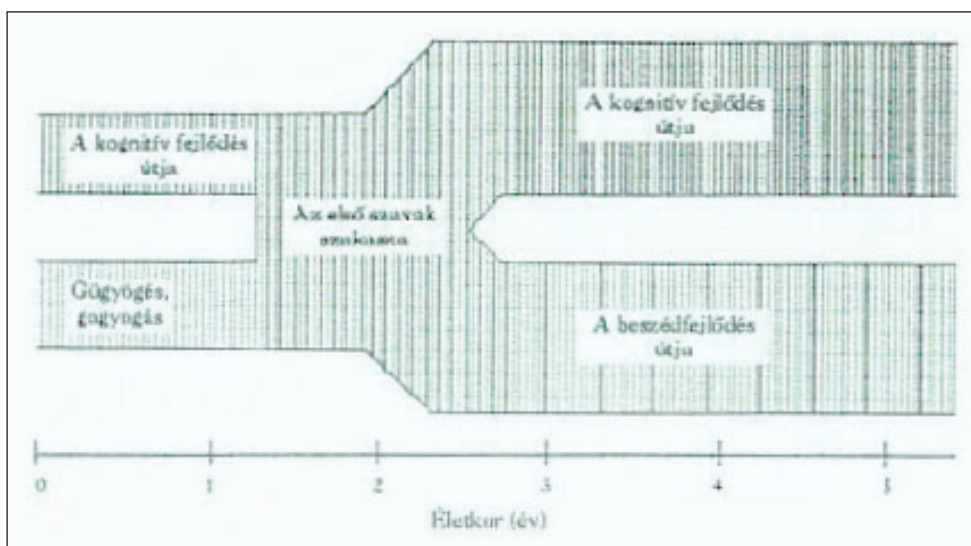 A kognitív fejlődés
útja
A kognitív fejlődés
útja
Az első szavak
szakasza
Gügyögés,
gagyogás
A beszédfejlődés
útja
0 1 2 3 4 5
Életkor (év)